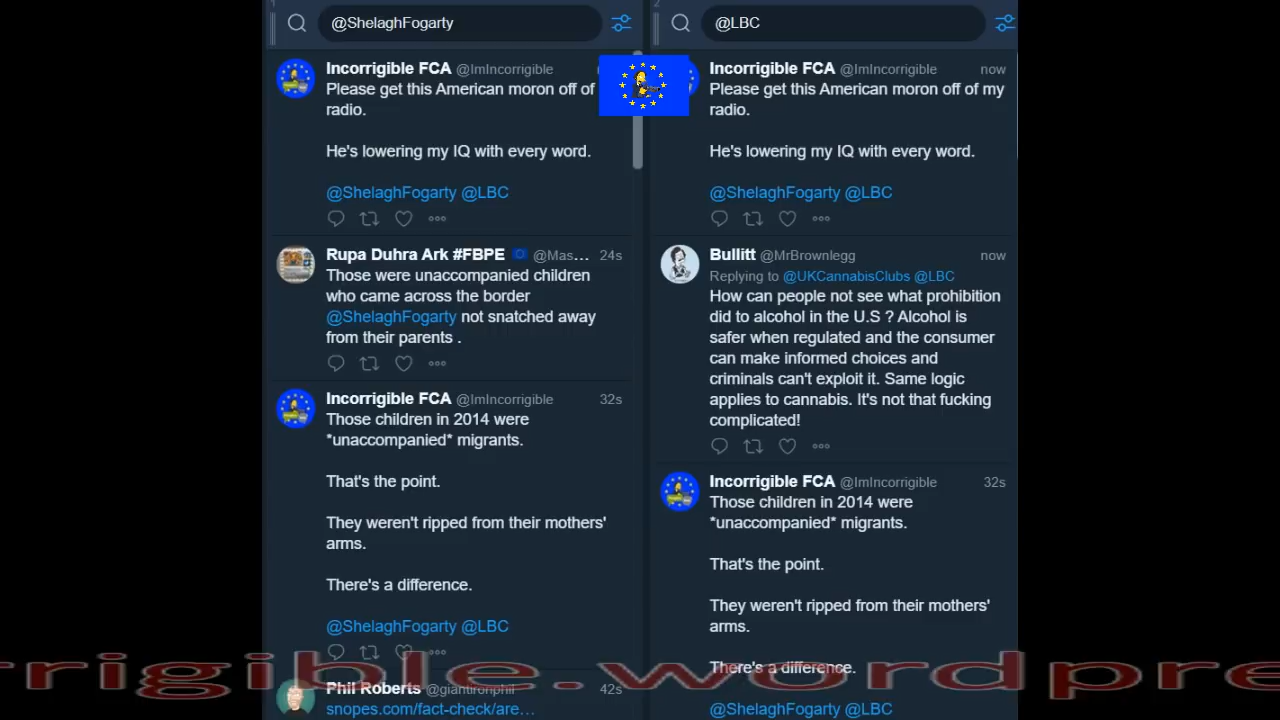 1
@ShelaghFogarty
Incorrigible FCA @ImIncorrigible
Please get this American moron off of
radio.
He's lowering my IQ with every word.
@ShelaghFogarty @LBC
Rupa Duhra Ark #FBPE @Mas… 24s
Those were unaccompanied children
who came across the border
@ShelaghFogarty not snatched away
from their parents .
Incorrigible FCA @ImIncorrigible 32s
Those children in 2014 were
*unaccompanied* migrants.
That's the point.
They weren't ripped from their mothers'
arms.
There's a difference.
@ShelaghFogarty @LBC
Phil Roberts @giantironphil 42s
snopes.com/fact-check/are…
2
@LBC
Incorrigible FCA @ImIncorrigible now
Please get this American moron off of my
radio.
He's lowering my IQ with every word.
@ShelaghFogarty @LBC
Bullitt @MrBrownlegg now
Replying to @UKCannabisClubs @LBC
How can people not see what prohibition
did to alcohol in the U.S ? Alcohol is
safer when regulated and the consumer
can make informed choices and
criminals can't exploit it. Same logic
applies to cannabis. It's not that fucking
complicated!
Incorrigible FCA @ImIncorrigible 32s
Those children in 2014 were
*unaccompanied* migrants.
That's the point.
They weren't ripped from their mothers'
arms.
There's a difference.
@ShelaghFogarty @LBC
rrigible.wordpre